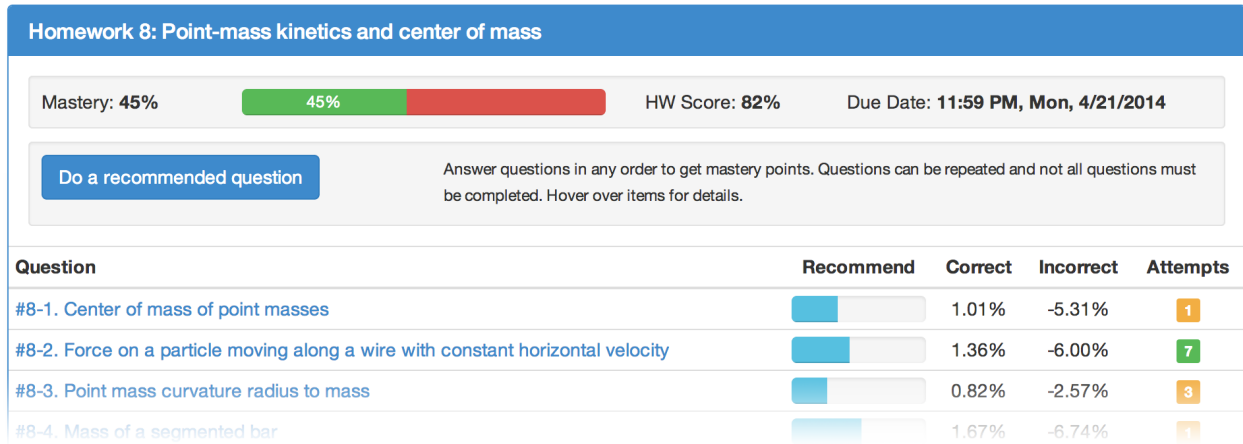 Homework 8: Point-mass kinetics and center of mass
Mastery: 45% 45% HW Score: 82% Due Date: 11:59 PM, Mon, 4/21/2014
Do a recommended question
Answer questions in any order to get mastery points. Questions can be repeated and not all questions must
be completed. Hover over items for details.
Question Recommend Correct Incorrect Attempts
#8-1. Center of mass of point masses 1.01% -5.31% 1
#8-2. Force on a particle moving along a wire with constant horizontal velocity 1.36% -6.00% 7
#8-3. Point mass curvature radius to mass 0.82% -2.57% 3
#8-4. Mass of a segmented bar 1.67% -6.74% 1